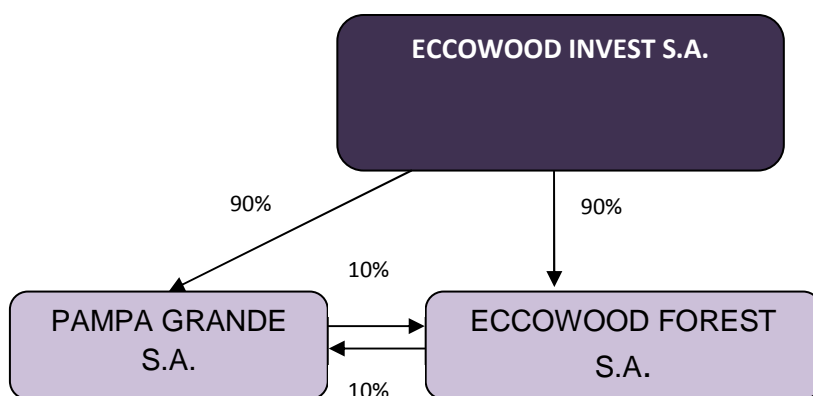 ECCOWOOD INVEST S.A.
90%
90%
10%
PAMPA GRANDE
S.A.
ECCOWOOD FOREST
S.A.
10%